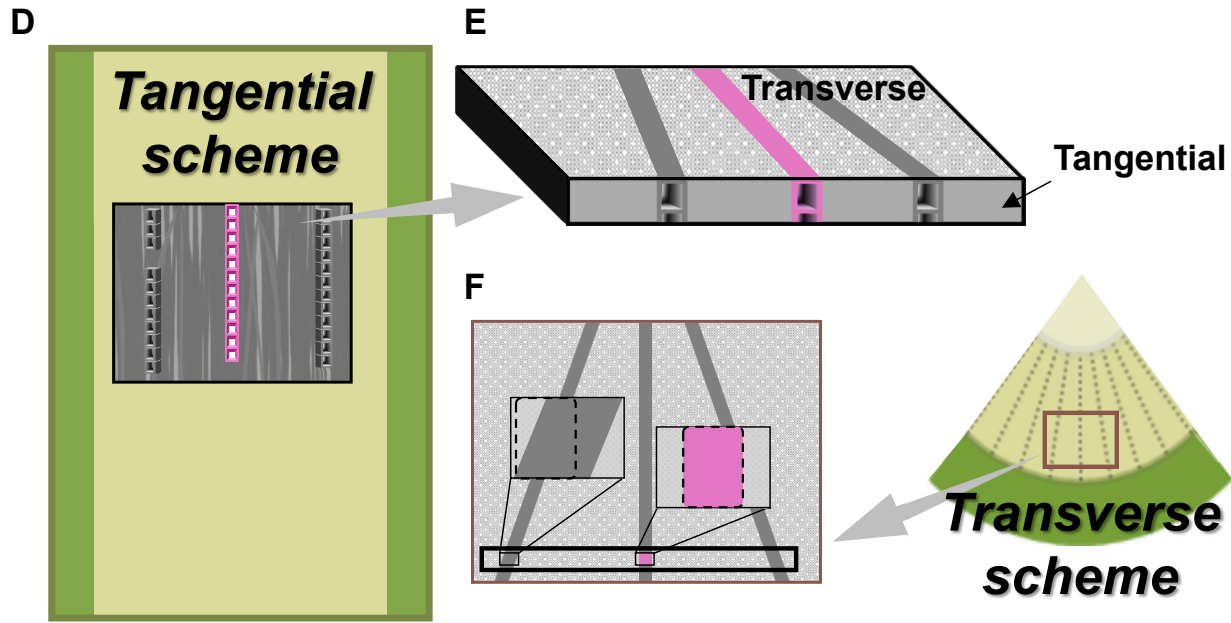 D
Tangential
scheme
E
Transverse
Tangential
F
Transverse
scheme